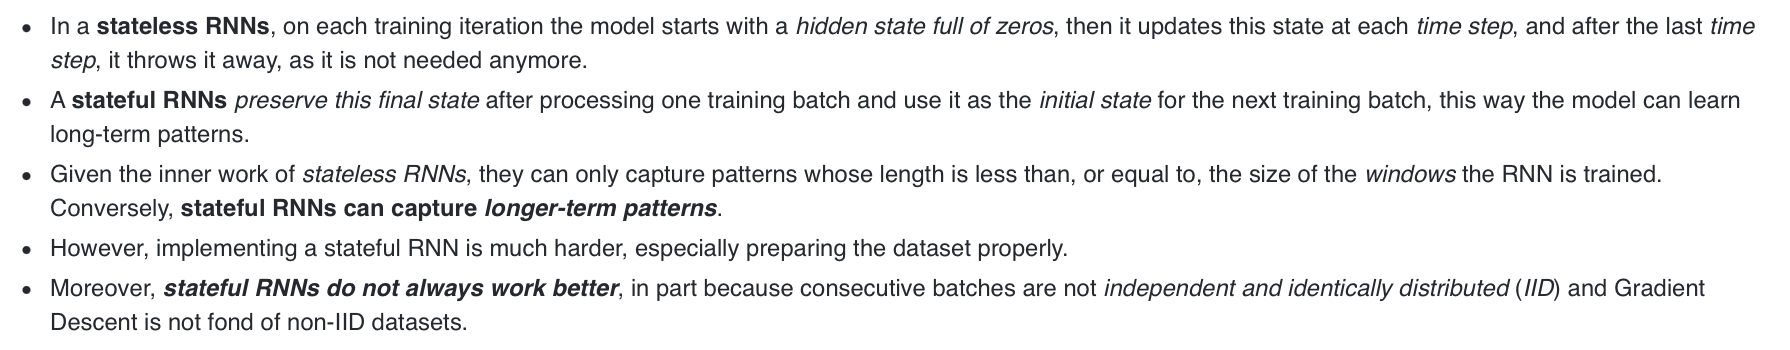 • In a stateless RNNs, on each training iteration the model starts with a hidden state full of zeros, then it updates this state at each time step, and after the last time
step, it throws it away, as it is not needed anymore.
• A stateful RNNs preserve this final state after processing one training batch and use it as the initial state for the next training batch, this way the model can learn
long-term patterns.
• Given the inner work of stateless RNNs, they can only capture patterns whose length is less than, or equal to, the size of the windows the RNN is trained.
Conversely, stateful RNNs can capture longer-term patterns.
• However, implementing a stateful RNN is much harder, especially preparing the dataset properly.
• Moreover, stateful RNNs do not always work better, in part because consecutive batches are not independent and identically distributed (IID) and Gradient
Descent is not fond of non-IID datasets.